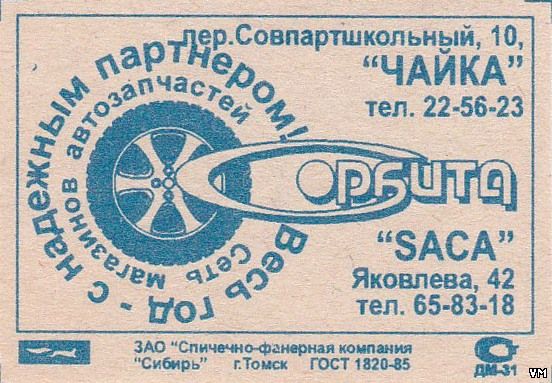 пер.Совпартшкольный, 10,
"ЧАЙКА"
тел. 22-56-23
Весь год - с надежным партнером!
Сеть магазинов автозапчастей
ОРБИТА
"SACA"
Яковлева, 42
тел. 65-83-18
ЗАО "Спичечно-фанерная компания
"Сибирь" г.Томск ГОСТ 1820-85
ДМ-31
VM